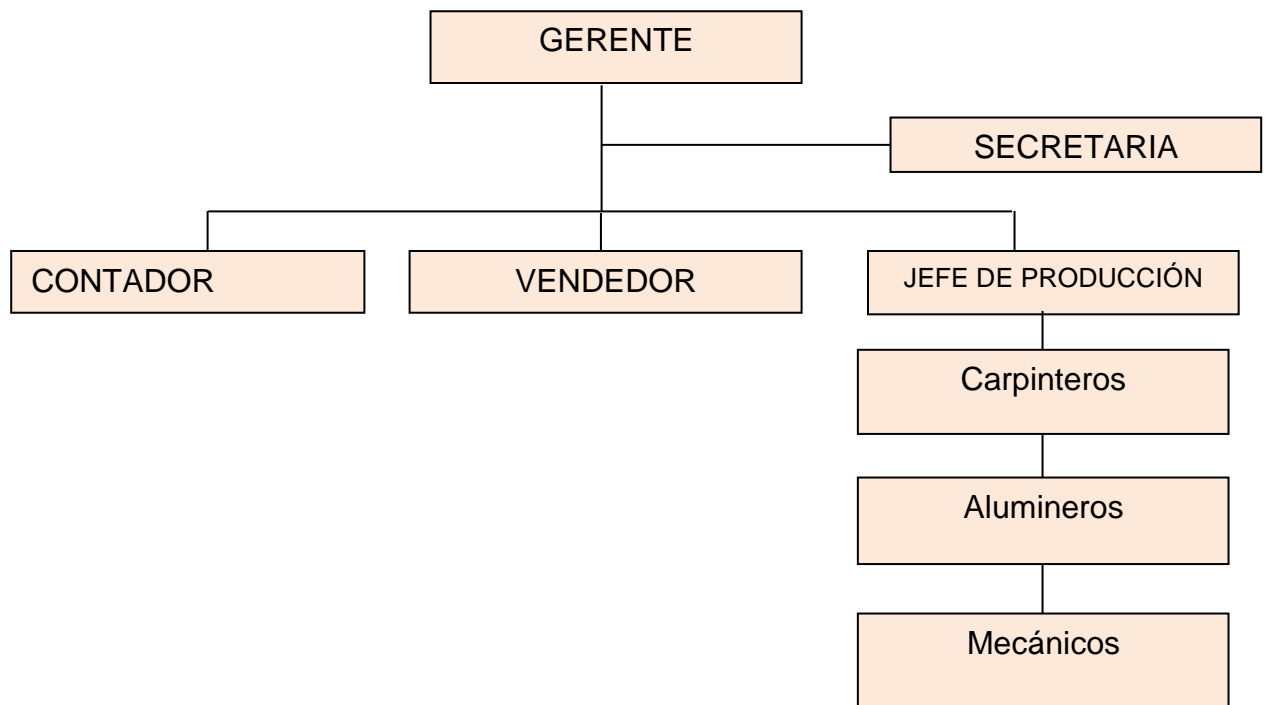 GERENTE
SECRETARIA
CONTADOR
VENDEDOR
JEFE DE PRODUCCIÓN
Carpinteros
Alumineros
Mecánicos